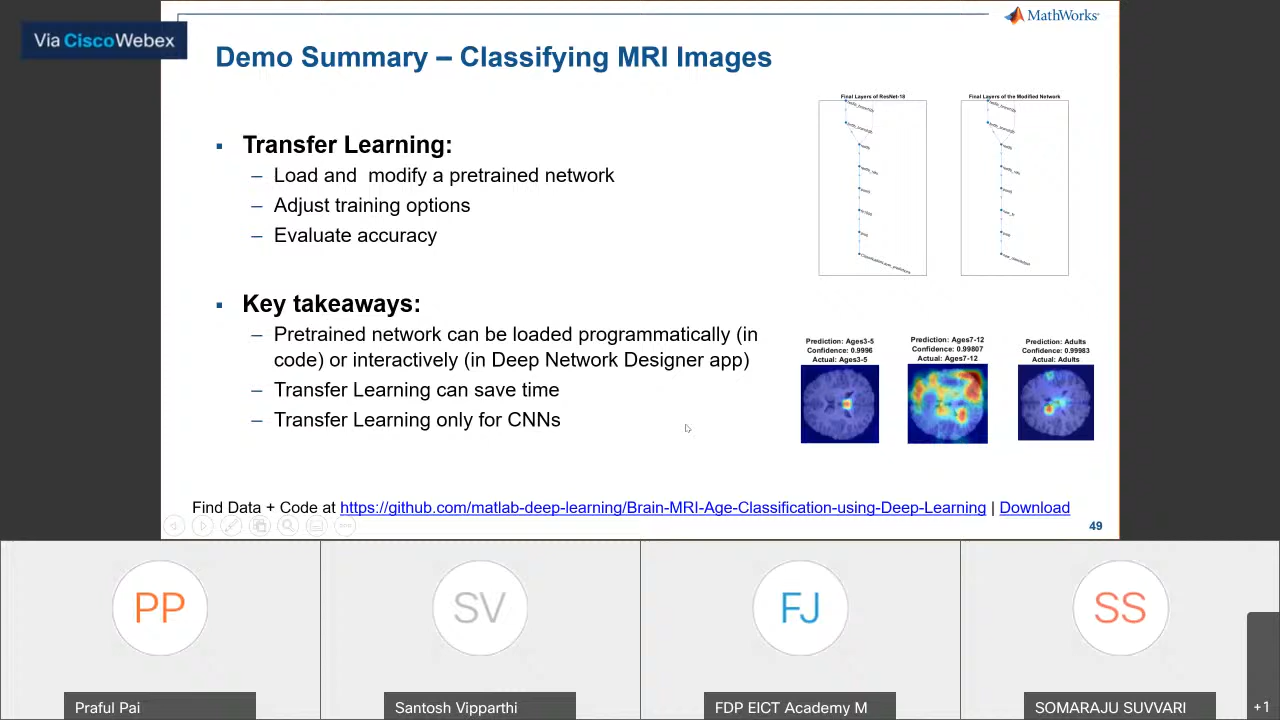 Via CiscoWebex
MathWorks®
Demo Summary – Classifying MRI Images
▪ Transfer Learning:
– Load and modify a pretrained network
– Adjust training options
– Evaluate accuracy
▪ Key takeaways:
– Pretrained network can be loaded programmatically (in
code) or interactively (in Deep Network Designer app)
– Transfer Learning can save time
– Transfer Learning only for CNNs
Final Layers of ResNet-18
Final Layers of the Modified Network
Prediction: Ages3-5
Confidence: 0.9996
Actual: Ages3-5
Prediction: Ages7-12
Confidence: 0.99807
Actual: Ages7-12
Prediction: Adults
Confidence: 0.99983
Actual: Adults
Find Data + Code at https://github.com/matlab-deep-learning/Brain-MRI-Age-Classification-using-Deep-Learning | Download
49
PP
SV
FJ
SS
Praful Pai
Santosh Vipparthi
FDP EICT Academy M
SOMARAJU SUVVARI
+1